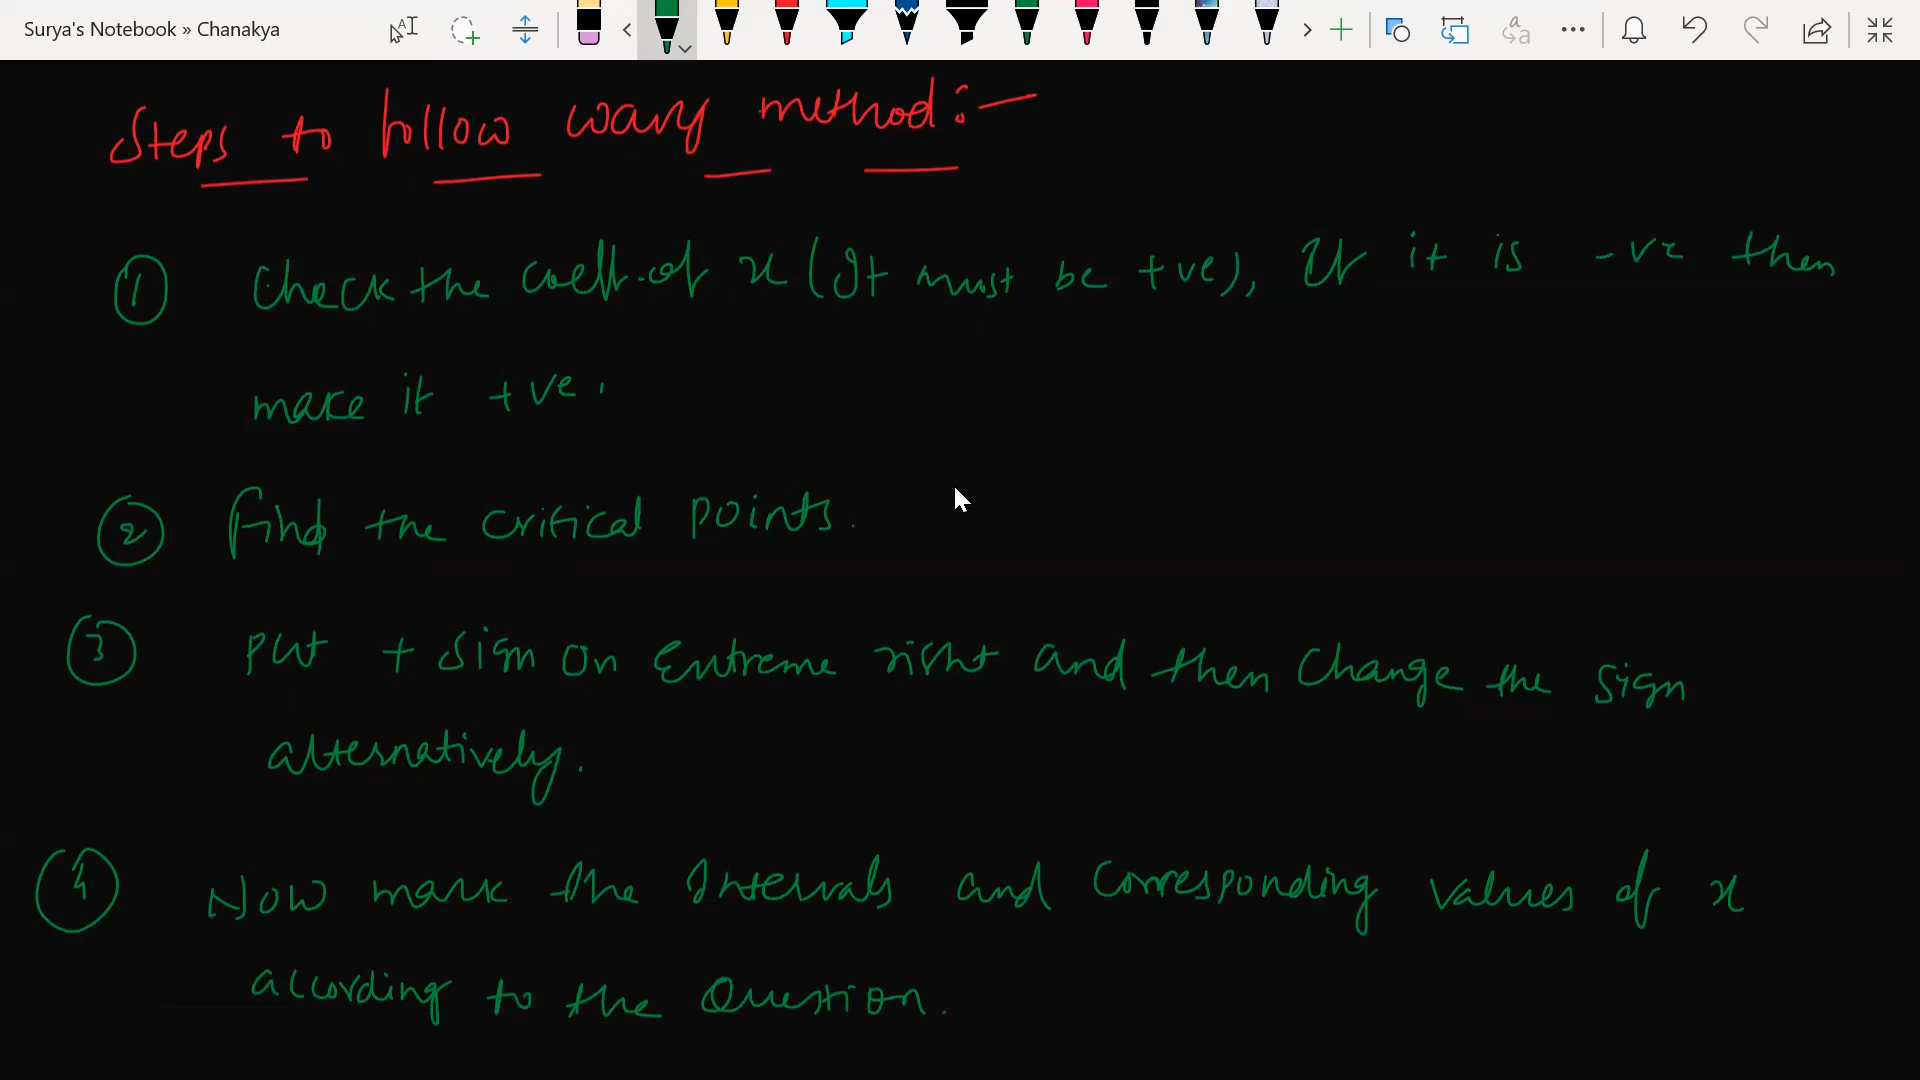 Surya's Notebook » Chanakya
Steps to follow wavy method :-
① Check the coeff. of x (It must be +ve), If it is -ve then
make it +ve.
② Find the critical points.
③ Put + sign on Extreme right and then Change the sign
alternatively.
④ Now mark the Intervals and Corresponding values of x
according to the Question.